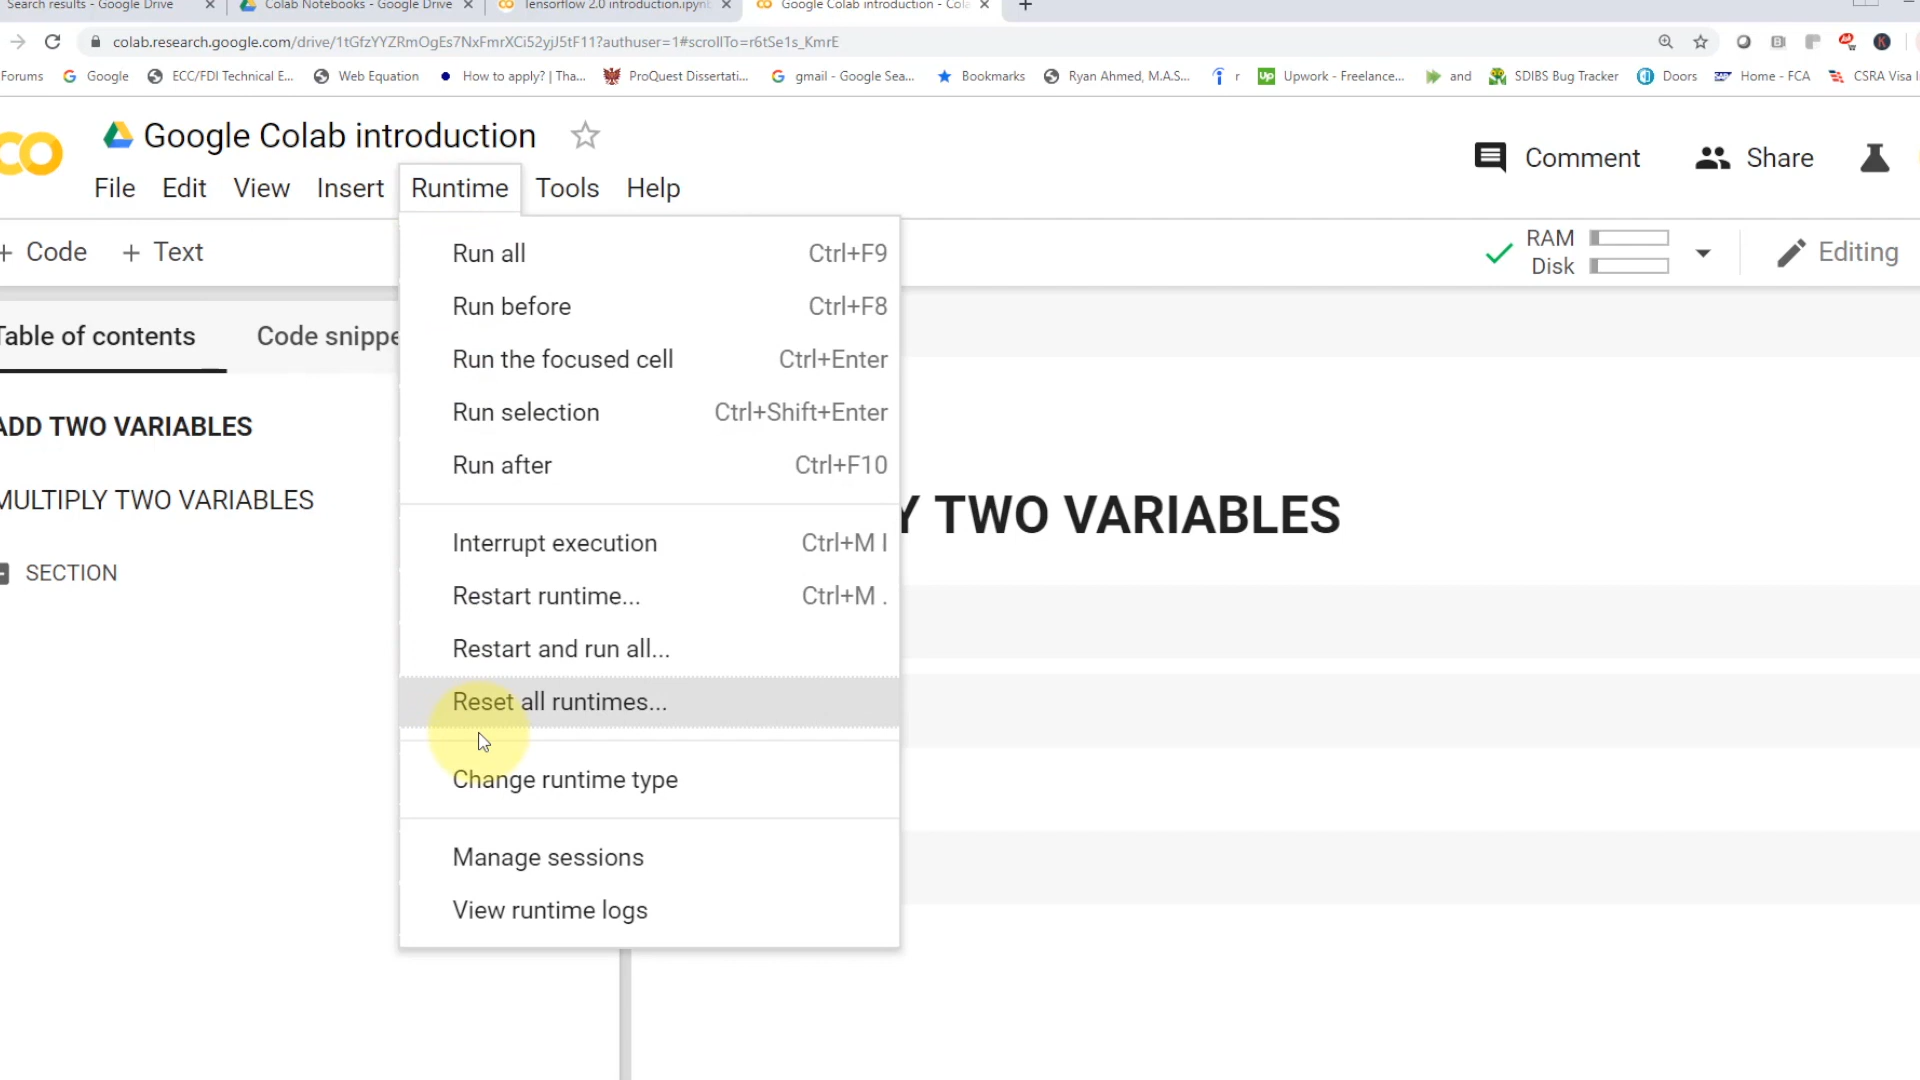 Search results - Google Drive
Colab Notebooks - Google Drive
Tensorflow 2.0 introduction.ipynb
Google Colab introduction - Cola
colab.research.google.com/drive/1tGfzYYZRmOgEs7NxFmrXCi52yjJ5tF11?authuser=1#scrollTo=r6tSe1s_KmrE
Forums Google ECC/FDI Technical E... Web Equation How to apply? | Tha... ProQuest Dissertati... gmail - Google Sea... Bookmarks Ryan Ahmed, M.A.S... r Upwork - Freelance... and SDIBS Bug Tracker Doors Home - FCA CSRA Visa I
Google Colab introduction
Comment Share
File Edit View Insert Runtime Tools Help
+ Code + Text
RAM
Disk
Editing
Table of contents Code snippe
ADD TWO VARIABLES
MULTIPLY TWO VARIABLES
SECTION
Run all Ctrl+F9
Run before Ctrl+F8
Run the focused cell Ctrl+Enter
Run selection Ctrl+Shift+Enter
Run after Ctrl+F10
Interrupt execution Ctrl+M I
Restart runtime... Ctrl+M .
Restart and run all...
Reset all runtimes...
Change runtime type
Manage sessions
View runtime logs
Y TWO VARIABLES